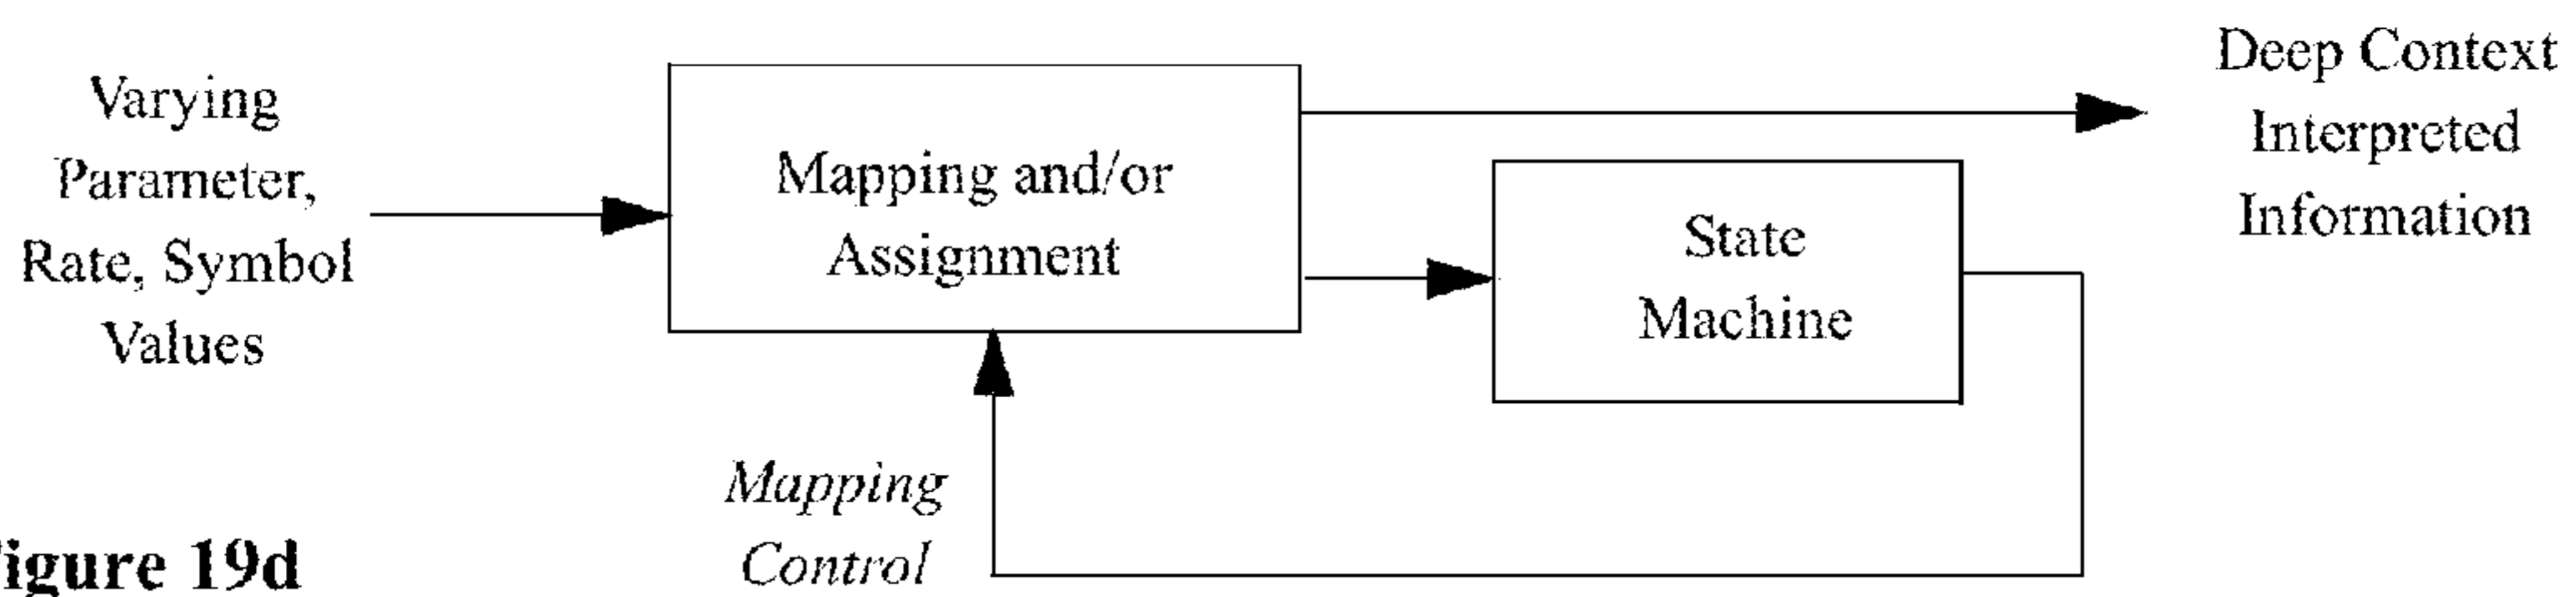 Varying
Parameter,
Rate, Symbol
Values
Mapping and/or
Assignment
State
Machine
Deep Context
Interpreted
Information
Mapping
Control
igure 19d